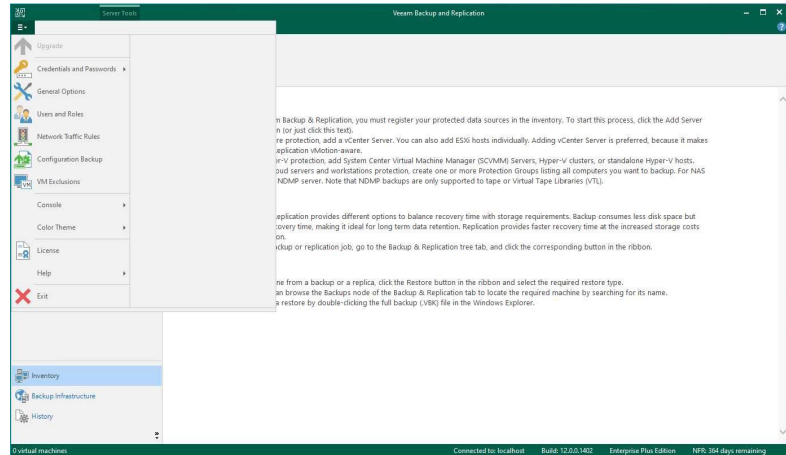 Server Tools
Veeam Backup and Replication
Upgrade
Credentials and Passwords
General Options
Users and Roles
Network Traffic Rules
Configuration Backup
VM Exclusions
Console
Color Theme
License
Help
Exit
m Backup & Replication, you must register your protected data sources in the inventory. To start this process, click the Add Server
n (or just click this text).
re protection, add a vCenter Server. You can also add ESXi hosts individually. Adding vCenter Server is preferred, because it makes
eplication vMotion-aware.
er-V protection, add System Center Virtual Machine Manager (SCVMM) Servers, Hyper-V clusters, or standalone Hyper-V hosts.
oud servers and workstations protection, create one or more Protection Groups listing all computers you want to backup. For NAS
NDMP server. Note that NDMP backups are only supported to tape or Virtual Tape Libraries (VTL).
eplication provides different options to balance recovery time with storage requirements. Backup consumes less disk space but
covery time, making it ideal for long term data retention. Replication provides faster recovery time at the increased storage costs
on.
ackup or replication job, go to the Backup & Replication tree tab, and click the corresponding button in the ribbon.
ne from a backup or a replica, click the Restore button in the ribbon and select the required restore type.
an browse the Backups node of the Backup & Replication tab to locate the required machine by searching for its name.
a restore by double-clicking the full backup (.VBK) file in the Windows Explorer.
Inventory
Backup Infrastructure
History
0 virtual machines
Connected to: localhost
Build: 12.0.0.1402
Enterprise Plus Edition
NFR: 364 days remaining